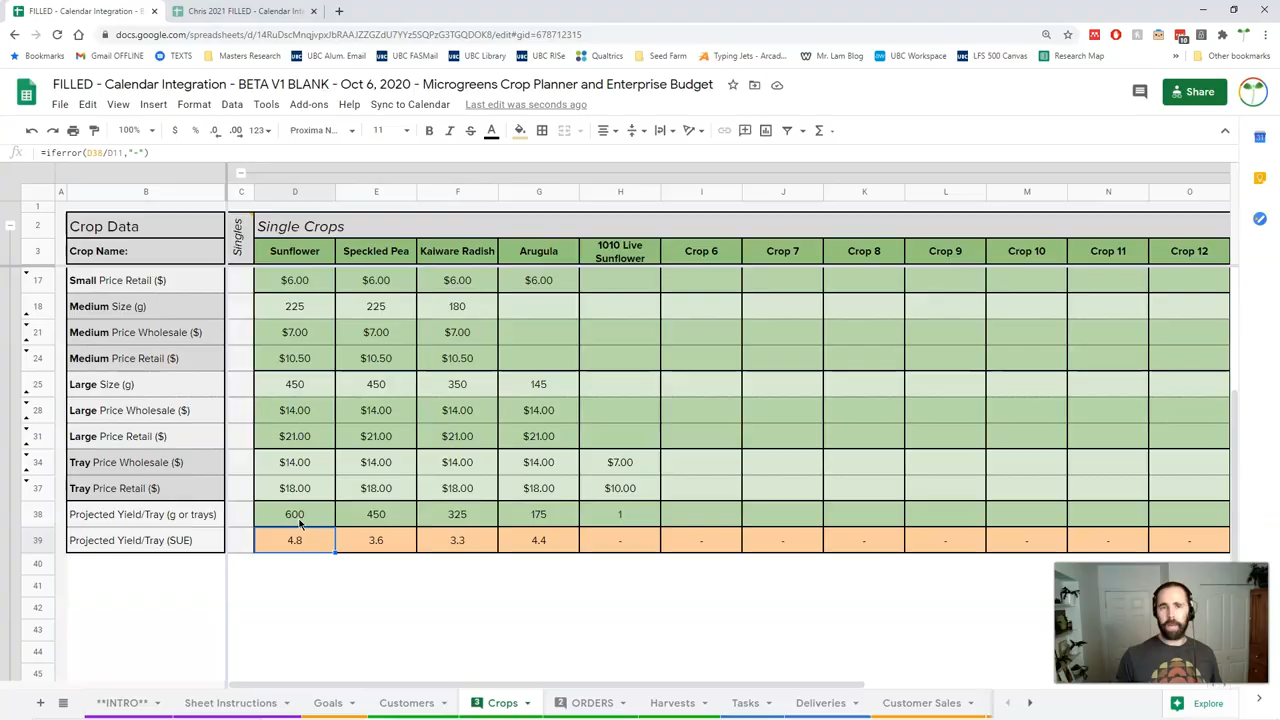 FILLED - Calendar Integration - B
Chris 2021 FILLED - Calendar Inte
docs.google.com/spreadsheets/d/14RuDscMnqjvpxJbRAAJZZGZdU7YYz5SQPzG3TGQDOK8/edit#gid=678712315
Bookmarks Gmail OFFLINE TEXTS Masters Research UBC Alum. Email UBC FASMail UBC Library UBC RISe Qualtrics Seed Farm Typing Jets - Arcad... Mr. Lam Blog UBC Workspace LFS 500 Canvas Research Map » Other bookmarks
FILLED - Calendar Integration - BETA V1 BLANK - Oct 6, 2020 - Microgreens Crop Planner and Enterprise Budget
Share
File Edit View Insert Format Data Tools Add-ons Help Sync to Calendar Last edit was seconds ago
100% $ % .0 .00 123 Proxima N... 11 B I S A
fx =iferror(D38/D11,"-")
A B C D E F G H I J K L M N O
1
2 Crop Data Singles Single Crops
3 Crop Name: Sunflower Speckled Pea Kaiware Radish Arugula 1010 Live Sunflower Crop 6 Crop 7 Crop 8 Crop 9 Crop 10 Crop 11 Crop 12
17 Small Price Retail ($) $6.00 $6.00 $6.00 $6.00
18 Medium Size (g) 225 225 180
21 Medium Price Wholesale ($) $7.00 $7.00 $7.00
24 Medium Price Retail ($) $10.50 $10.50 $10.50
25 Large Size (g) 450 450 350 145
28 Large Price Wholesale ($) $14.00 $14.00 $14.00 $14.00
31 Large Price Retail ($) $21.00 $21.00 $21.00 $21.00
34 Tray Price Wholesale ($) $14.00 $14.00 $14.00 $14.00 $7.00
37 Tray Price Retail ($) $18.00 $18.00 $18.00 $18.00 $10.00
38 Projected Yield/Tray (g or trays) 600 450 325 175 1
39 Projected Yield/Tray (SUE) 4.8 3.6 3.3 4.4 - - - - - - - -
40
41
42
43
44
45
**INTRO** Sheet Instructions Goals Customers 3 Crops 2 ORDERS Harvests Tasks Deliveries Customer Sales Explore